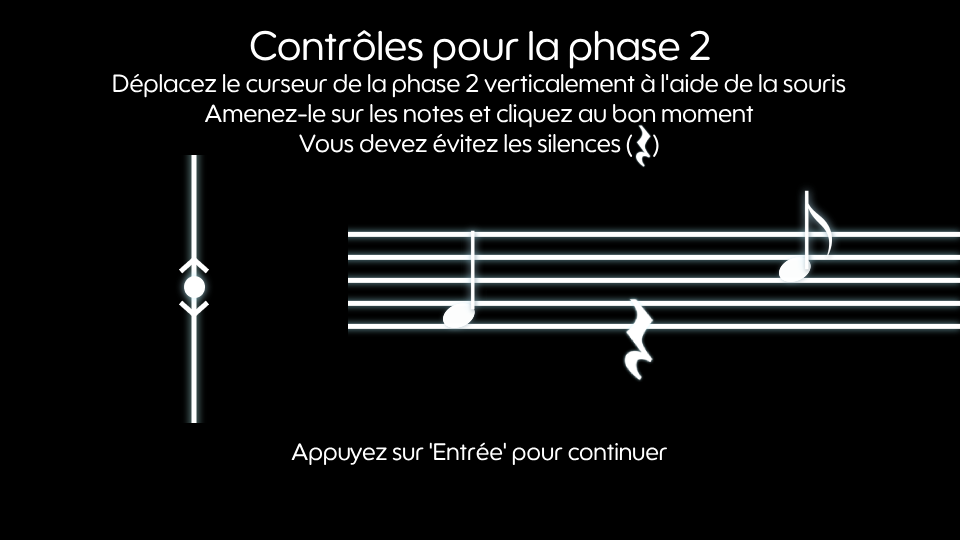 Contrôles pour la phase 2
Déplacez le curseur de la phase 2 verticalement à l'aide de la souris
Amenez-le sur les notes et cliquez au bon moment
Vous devez évitez les silences (𝄽)
Appuyez sur 'Entrée' pour continuer